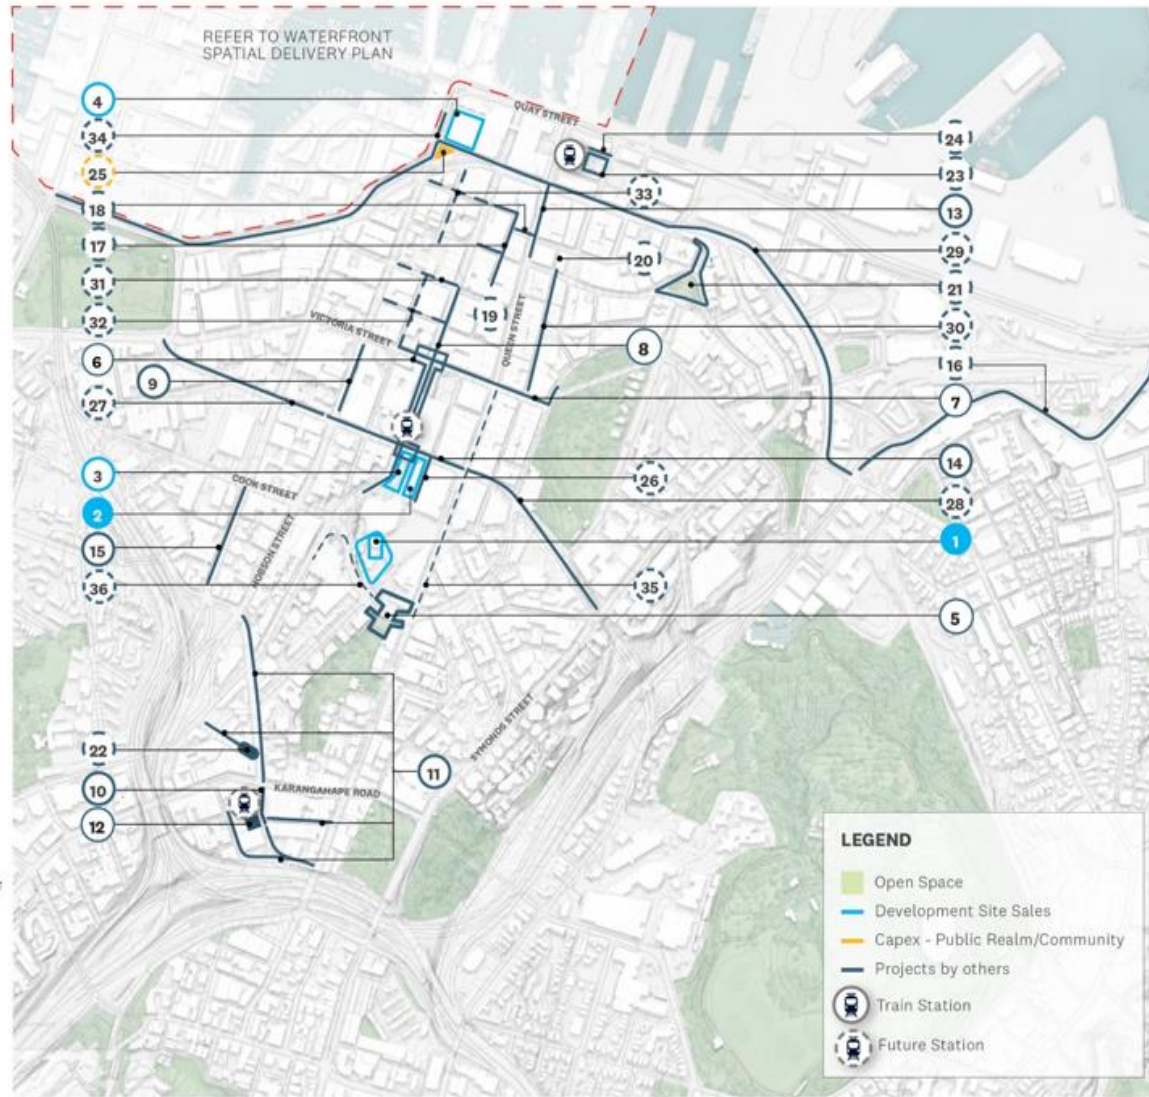 REFER TO WATERFRONT
SPATIAL DELIVERY PLAN
QUAY STREET
4
34
25
18
17
31
32
6
9
27
3
2
15
36
22
10
12
24
23
33
13
29
20
21
19
30
8
16
7
14
26
28
1
35
5
11
VICTORIA STREET
QUEEN STREET
COOK STREET
HOBSON STREET
SYMONDS STREET
KARANGAHAPE ROAD
LEGEND
Open Space
Development Site Sales
Capex - Public Realm/Community
Projects by others
Train Station
Future Station